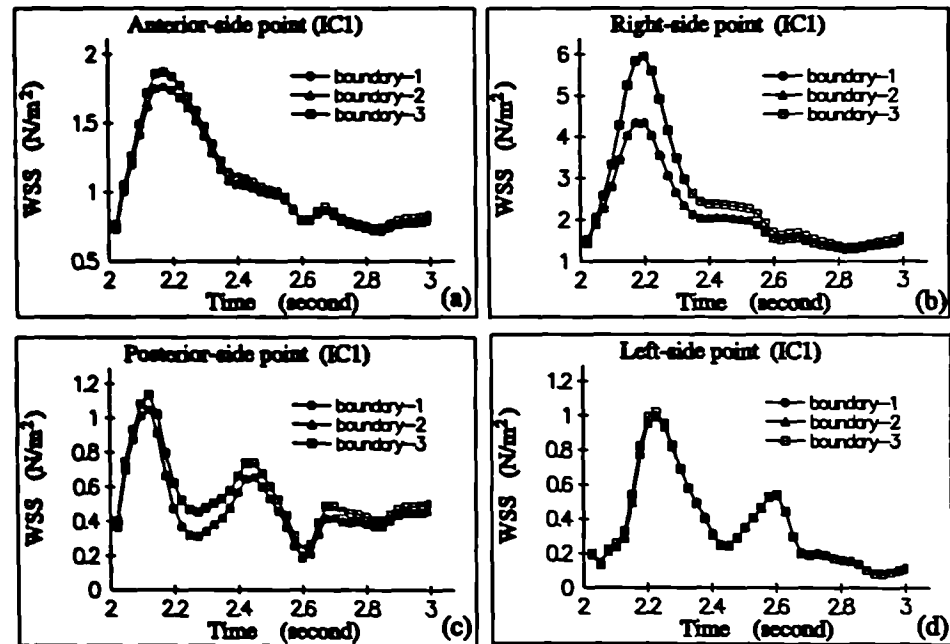 Anterior-side point (IC1)
WSS (N/m²)
2
1.5
1
0.5
boundary-1
boundary-2
boundary-3
2 2.2 2.4 2.6 2.8 3
Time (second)
(a)
Right-side point (IC1)
WSS (N/m²)
6
5
4
3
2
1
boundary-1
boundary-2
boundary-3
2 2.2 2.4 2.6 2.8 3
Time (second)
(b)
Posterior-side point (IC1)
WSS (N/m²)
1.2
1
0.8
0.6
0.4
0.2
0
boundary-1
boundary-2
boundary-3
2 2.2 2.4 2.6 2.8 3
Time (second)
(c)
Left-side point (IC1)
WSS (N/m²)
1.2
1
0.8
0.6
0.4
0.2
0
boundary-1
boundary-2
boundary-3
2 2.2 2.4 2.6 2.8 3
Time (second)
(d)